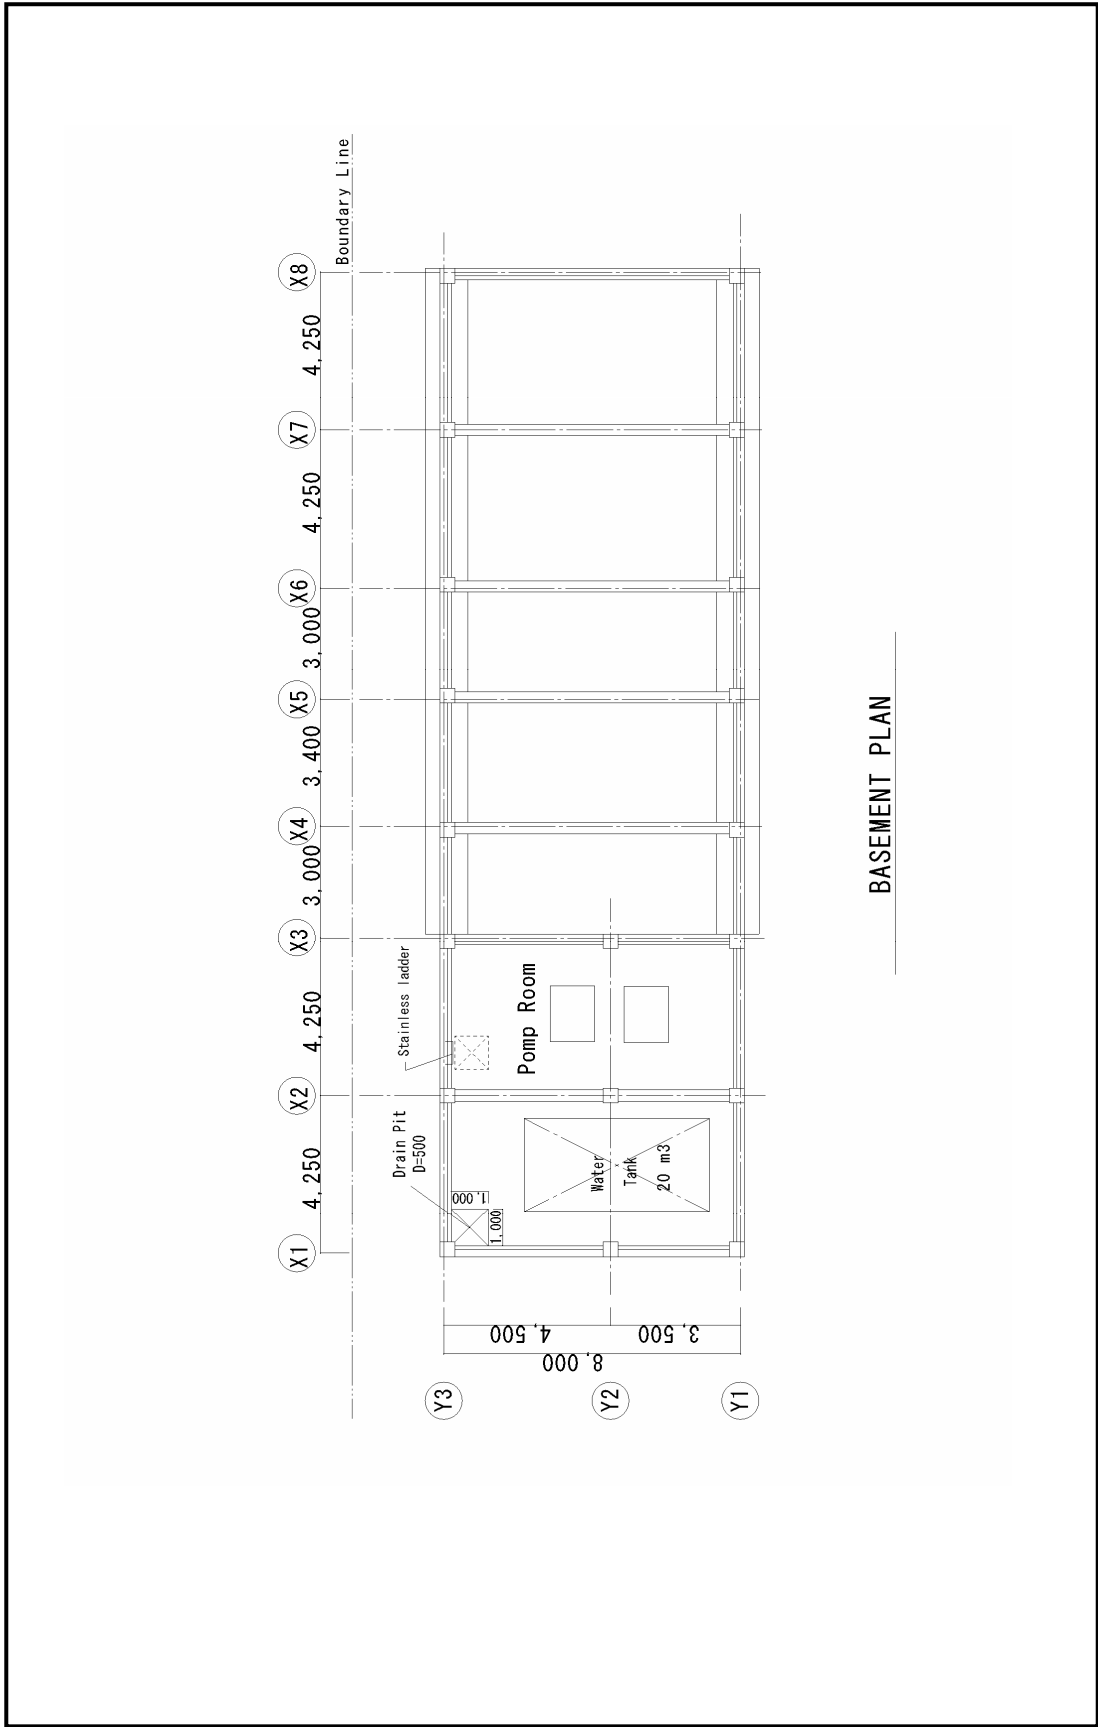 Boundary Line
X1
4,250
X2
4,250
X3
3,000
X4
3,400
X5
3,000
X6
4,250
X7
4,250
X8
Drain Pit
D=500
Stainless ladder
1,000
1,000
Water
Tank
20 m3
Pomp Room
4,500
3,500
8,000
Y3
Y2
Y1
BASEMENT PLAN